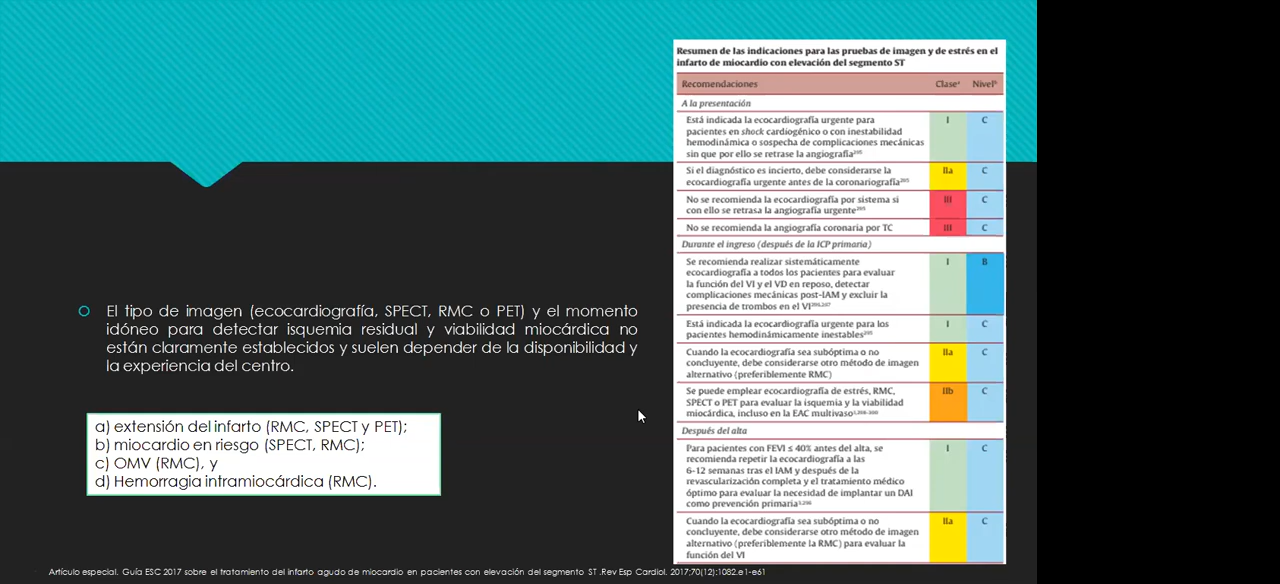 El tipo de imagen (ecocardiografía, SPECT, RMC o PET) y el momento
idóneo para detectar isquemia residual y viabilidad miocárdica no
están claramente establecidos y suelen depender de la disponibilidad y
la experiencia del centro.
a) extensión del infarto (RMC, SPECT y PET);
b) miocardio en riesgo (SPECT, RMC);
c) OMV (RMC), y
d) Hemorragia intramiocárdica (RMC).
Resumen de las indicaciones para las pruebas de imagen y de estrés en el
infarto de miocardio con elevación del segmento ST
Recomendaciones Claseª Nivelᵇ
A la presentación
Está indicada la ecocardiografía urgente para I C
pacientes en shock cardiogénico o con inestabilidad
hemodinámica o sospecha de complicaciones mecánicas
sin que por ello se retrase la angiografía²⁹⁵
Si el diagnóstico es incierto, debe considerarse la IIa C
ecocardiografía urgente antes de la coronariografía²⁹⁵
No se recomienda la ecocardiografía por sistema si III C
con ello se retrasa la angiografía urgente²⁹⁵
No se recomienda la angiografía coronaria por TC III C
Durante el ingreso (después de la ICP primaria)
Se recomienda realizar sistemáticamente I B
ecocardiografía a todos los pacientes para evaluar
la función del VI y el VD en reposo, detectar
complicaciones mecánicas post-IAM y excluir la
presencia de trombos en el VI
Está indicada la ecocardiografía urgente para los I C
pacientes hemodinámicamente inestables²⁹⁵
Cuando la ecocardiografía sea subóptima o no IIa C
concluyente, debe considerarse otro método de imagen
alternativo (preferiblemente RMC)
Se puede emplear ecocardiografía de estrés, RMC, IIb C
SPECT o PET para evaluar la isquemia y la viabilidad
miocárdica, incluso en la EAC multivaso
Después del alta
Para pacientes con FEVI ≤ 40% antes del alta, se I C
recomienda repetir la ecocardiografía a las
6-12 semanas tras el IAM y después de la
revascularización completa y el tratamiento médico
óptimo para evaluar la necesidad de implantar un DAI
como prevención primaria
Cuando la ecocardiografía sea subóptima o no IIa C
concluyente, debe considerarse otro método de imagen
alternativo (preferiblemente la RMC) para evaluar la
función del VI
Artículo especial. Guía ESC 2017 sobre el tratamiento del infarto agudo de miocardio en pacientes con elevación del segmento ST .Rev Esp Cardiol. 2017;70(12):1082.e1-e61